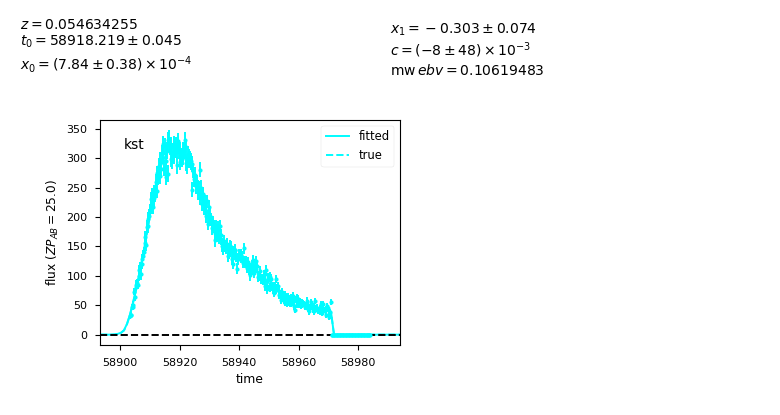 z = 0.054634255
t₀ = 58918.219 ± 0.045
x₀ = (7.84 ± 0.38) × 10⁻⁴
x₁ = −0.303 ± 0.074
c = (−8 ± 48) × 10⁻³
mw ebv = 0.10619483
kst
fitted
true
flux (ZP_AB = 25.0)
350
300
250
200
150
100
50
0
58900 58920 58940 58960 58980
time